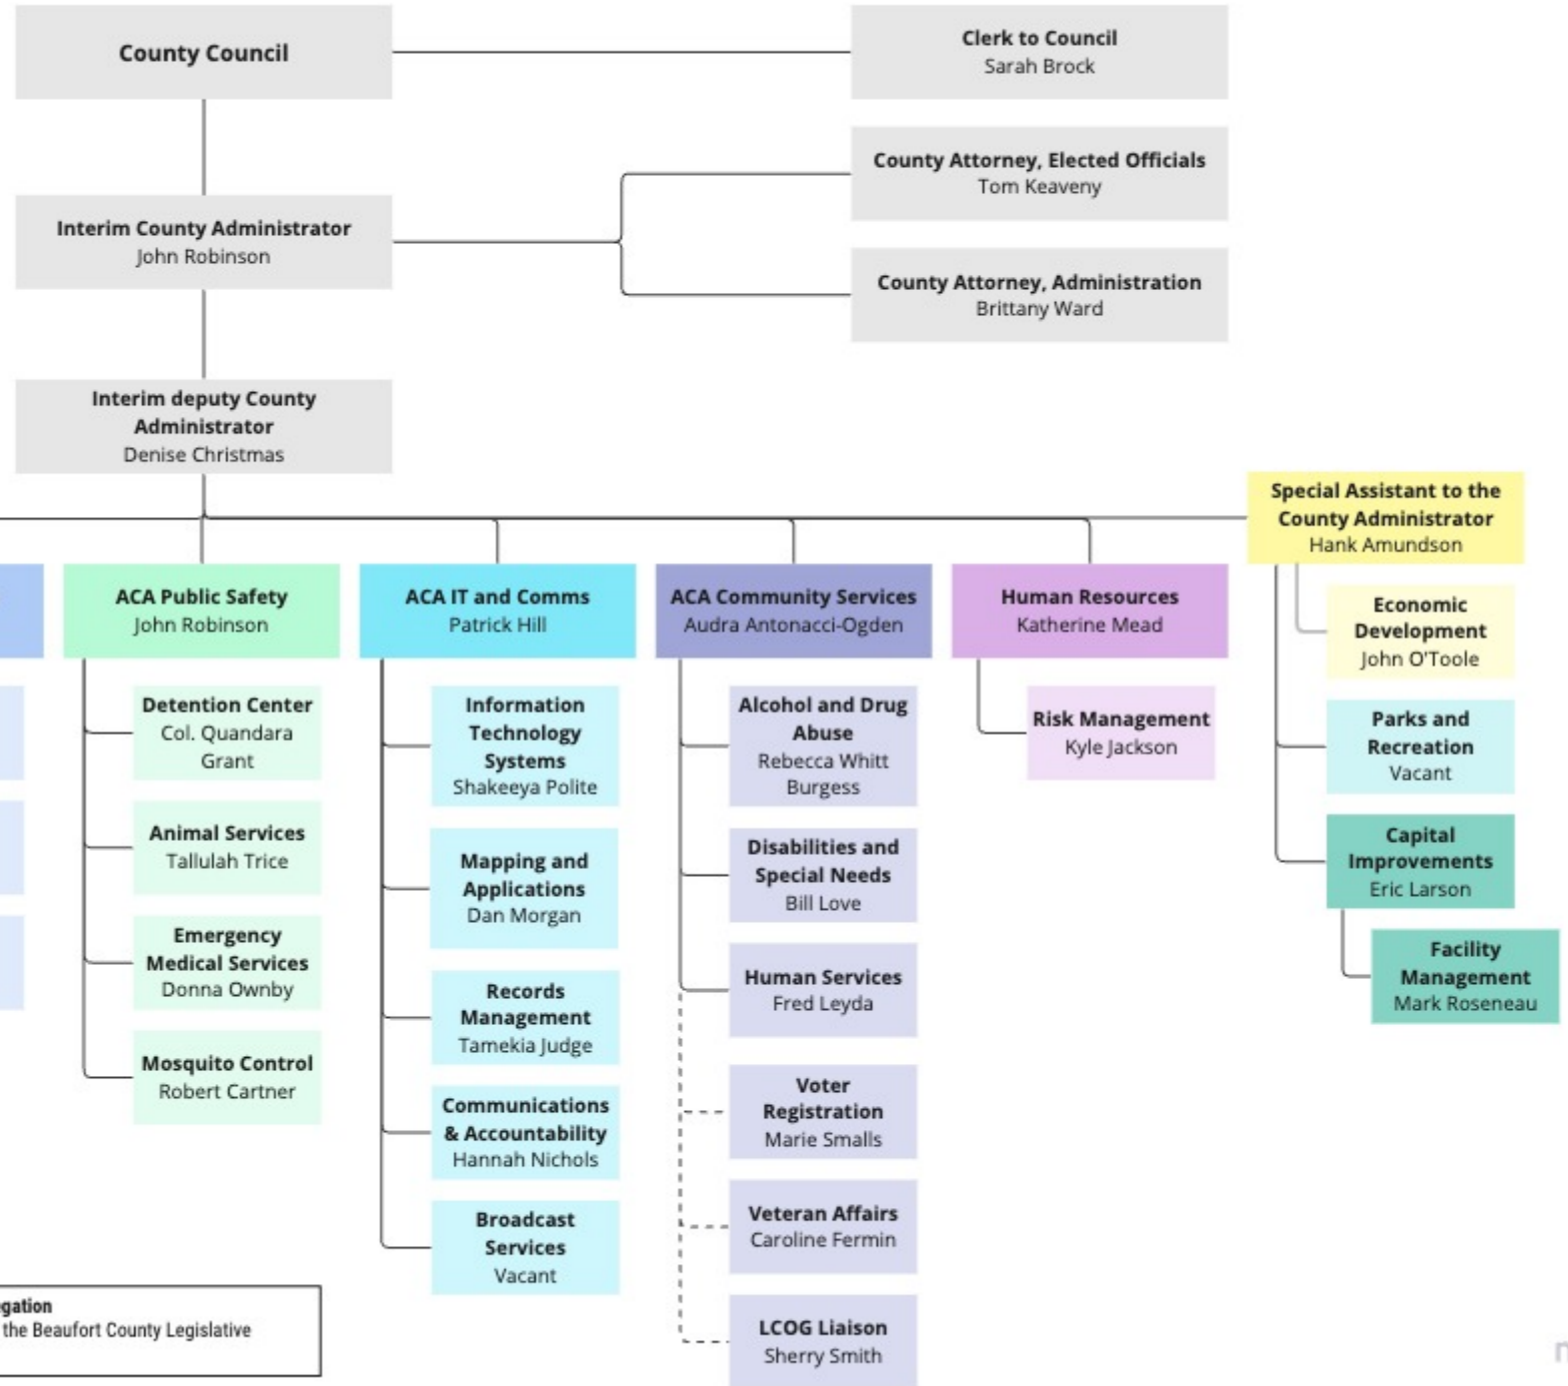 County Council
Clerk to Council
Sarah Brock
County Attorney, Elected Officials
Tom Keaveny
Interim County Administrator
John Robinson
County Attorney, Administration
Brittany Ward
Interim deputy County
Administrator
Denise Christmas
Special Assistant to the
County Administrator
Hank Amundson
ACA Public Safety
John Robinson
Detention Center
Col. Quandara
Grant
Animal Services
Tallulah Trice
Emergency
Medical Services
Donna Ownby
Mosquito Control
Robert Cartner
ACA IT and Comms
Patrick Hill
Information
Technology
Systems
Shakeeya Polite
Mapping and
Applications
Dan Morgan
Records
Management
Tamekia Judge
Communications
& Accountability
Hannah Nichols
Broadcast
Services
Vacant
ACA Community Services
Audra Antonacci-Ogden
Alcohol and Drug
Abuse
Rebecca Whitt
Burgess
Disabilities and
Special Needs
Bill Love
Human Services
Fred Leyda
Voter
Registration
Marie Smalls
Veteran Affairs
Caroline Fermin
LCOG Liaison
Sherry Smith
Human Resources
Katherine Mead
Risk Management
Kyle Jackson
Economic
Development
John O'Toole
Parks and
Recreation
Vacant
Capital
Improvements
Eric Larson
Facility
Management
Mark Roseneau
gation
the Beaufort County Legislative